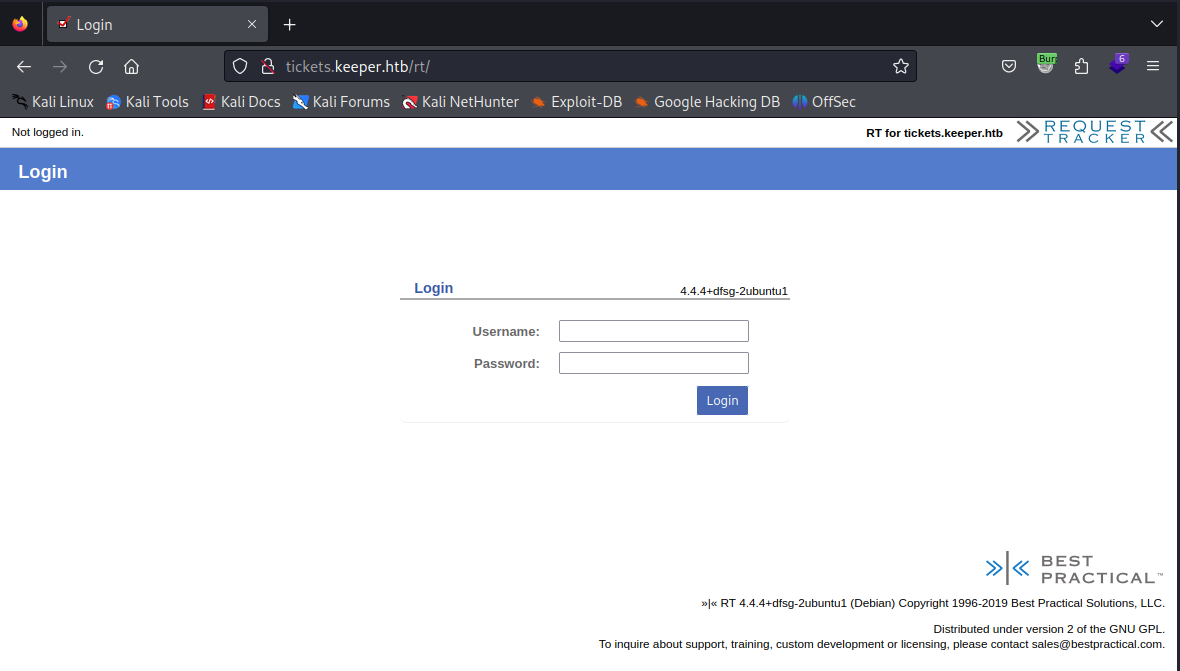 Login
tickets.keeper.htb/rt/
Bur
6
Kali Linux Kali Tools Kali Docs Kali Forums Kali NetHunter Exploit-DB Google Hacking DB OffSec
Not logged in.
RT for tickets.keeper.htb
REQUEST
TRACKER
Login
Login
4.4.4+dfsg-2ubuntu1
Username:
Password:
Login
BEST
PRACTICAL™
»|« RT 4.4.4+dfsg-2ubuntu1 (Debian) Copyright 1996-2019 Best Practical Solutions, LLC.
Distributed under version 2 of the GNU GPL.
To inquire about support, training, custom development or licensing, please contact sales@bestpractical.com.